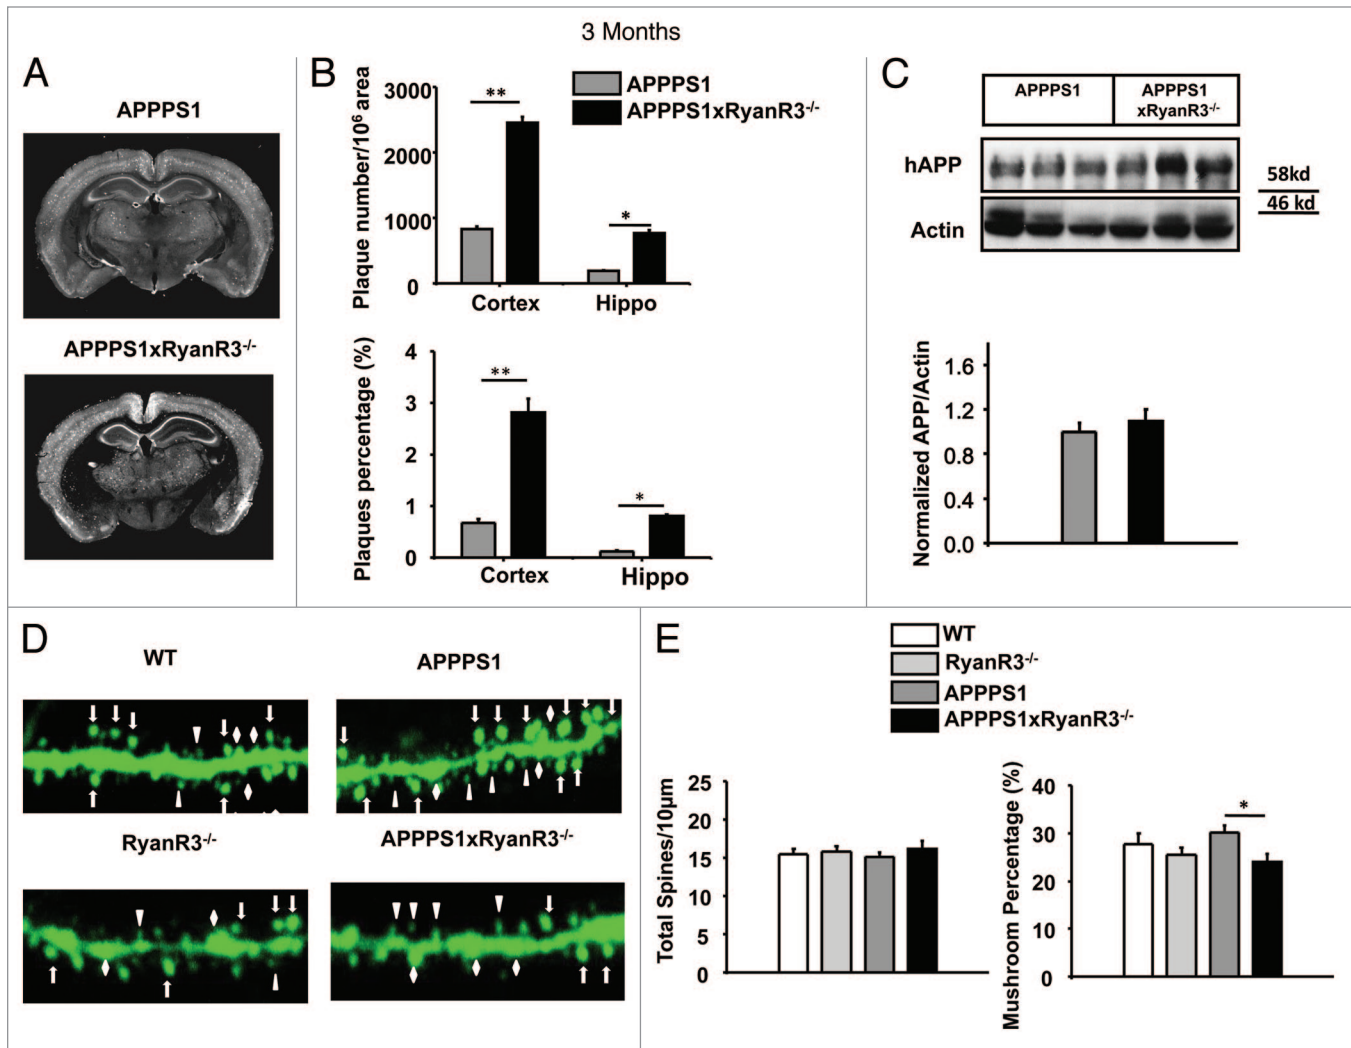 3 Months
A
APPPS1
APPPS1xRyanR3-/-
B
APPPS1
APPPS1xRyanR3-/-
Plaque number/10⁶ area
3000
2000
1000
0
**
*
Cortex
Hippo
Plaques percentage (%)
4
3
2
1
0
**
*
Cortex
Hippo
C
APPPS1
APPPS1
xRyanR3-/-
hAPP
Actin
58kd
46 kd
Normalized APP/Actin
1.6
1.2
0.8
0.4
0.0
D
WT
APPPS1
RyanR3-/-
APPPS1xRyanR3-/-
E
WT
RyanR3-/-
APPPS1
APPPS1xRyanR3-/-
Total Spines/10µm
25
20
15
15
5
0
Mushroom Percentage (%)
40
30
20
10
0
*